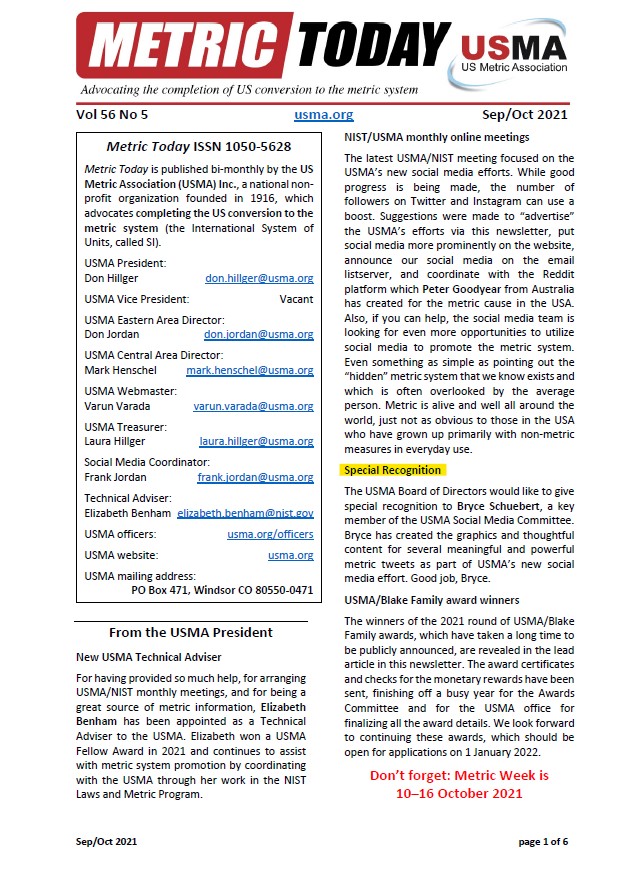 METRIC TODAY
USMA
US Metric Association
Advocating the completion of US conversion to the metric system
Vol 56 No 5 usma.org Sep/Oct 2021
Metric Today ISSN 1050-5628
Metric Today is published bi-monthly by the US
Metric Association (USMA) Inc., a national non-
profit organization founded in 1916, which
advocates completing the US conversion to the
metric system (the International System of
Units, called SI).
USMA President:
Don Hillger don.hillger@usma.org
USMA Vice President: Vacant
USMA Eastern Area Director:
Don Jordan don.jordan@usma.org
USMA Central Area Director:
Mark Henschel mark.henschel@usma.org
USMA Webmaster:
Varun Varada varun.varada@usma.org
USMA Treasurer:
Laura Hillger laura.hillger@usma.org
Social Media Coordinator:
Frank Jordan frank.jordan@usma.org
Technical Adviser:
Elizabeth Benham elizabeth.benham@nist.gov
USMA officers: usma.org/officers
USMA website: usma.org
USMA mailing address:
PO Box 471, Windsor CO 80550-0471
From the USMA President
New USMA Technical Adviser
For having provided so much help, for arranging
USMA/NIST monthly meetings, and for being a
great source of metric information, Elizabeth
Benham has been appointed as a Technical
Adviser to the USMA. Elizabeth won a USMA
Fellow Award in 2021 and continues to assist
with metric system promotion by coordinating
with the USMA through her work in the NIST
Laws and Metric Program.
NIST/USMA monthly online meetings
The latest USMA/NIST meeting focused on the
USMA's new social media efforts. While good
progress is being made, the number of
followers on Twitter and Instagram can use a
boost. Suggestions were made to "advertise"
the USMA's efforts via this newsletter, put
social media more prominently on the website,
announce our social media on the email
listserver, and coordinate with the Reddit
platform which Peter Goodyear from Australia
has created for the metric cause in the USA.
Also, if you can help, the social media team is
looking for even more opportunities to utilize
social media to promote the metric system.
Even something as simple as pointing out the
"hidden" metric system that we know exists and
which is often overlooked by the average
person. Metric is alive and well all around the
world, just not as obvious to those in the USA
who have grown up primarily with non-metric
measures in everyday use.
Special Recognition
The USMA Board of Directors would like to give
special recognition to Bryce Schuebert, a key
member of the USMA Social Media Committee.
Bryce has created the graphics and thoughtful
content for several meaningful and powerful
metric tweets as part of USMA's new social
media effort. Good job, Bryce.
USMA/Blake Family award winners
The winners of the 2021 round of USMA/Blake
Family awards, which have taken a long time to
be publicly announced, are revealed in the lead
article in this newsletter. The award certificates
and checks for the monetary rewards have been
sent, finishing off a busy year for the Awards
Committee and for the USMA office for
finalizing all the award details. We look forward
to continuing these awards, which should be
open for applications on 1 January 2022.
Don't forget: Metric Week is
10–16 October 2021
Sep/Oct 2021 page 1 of 6